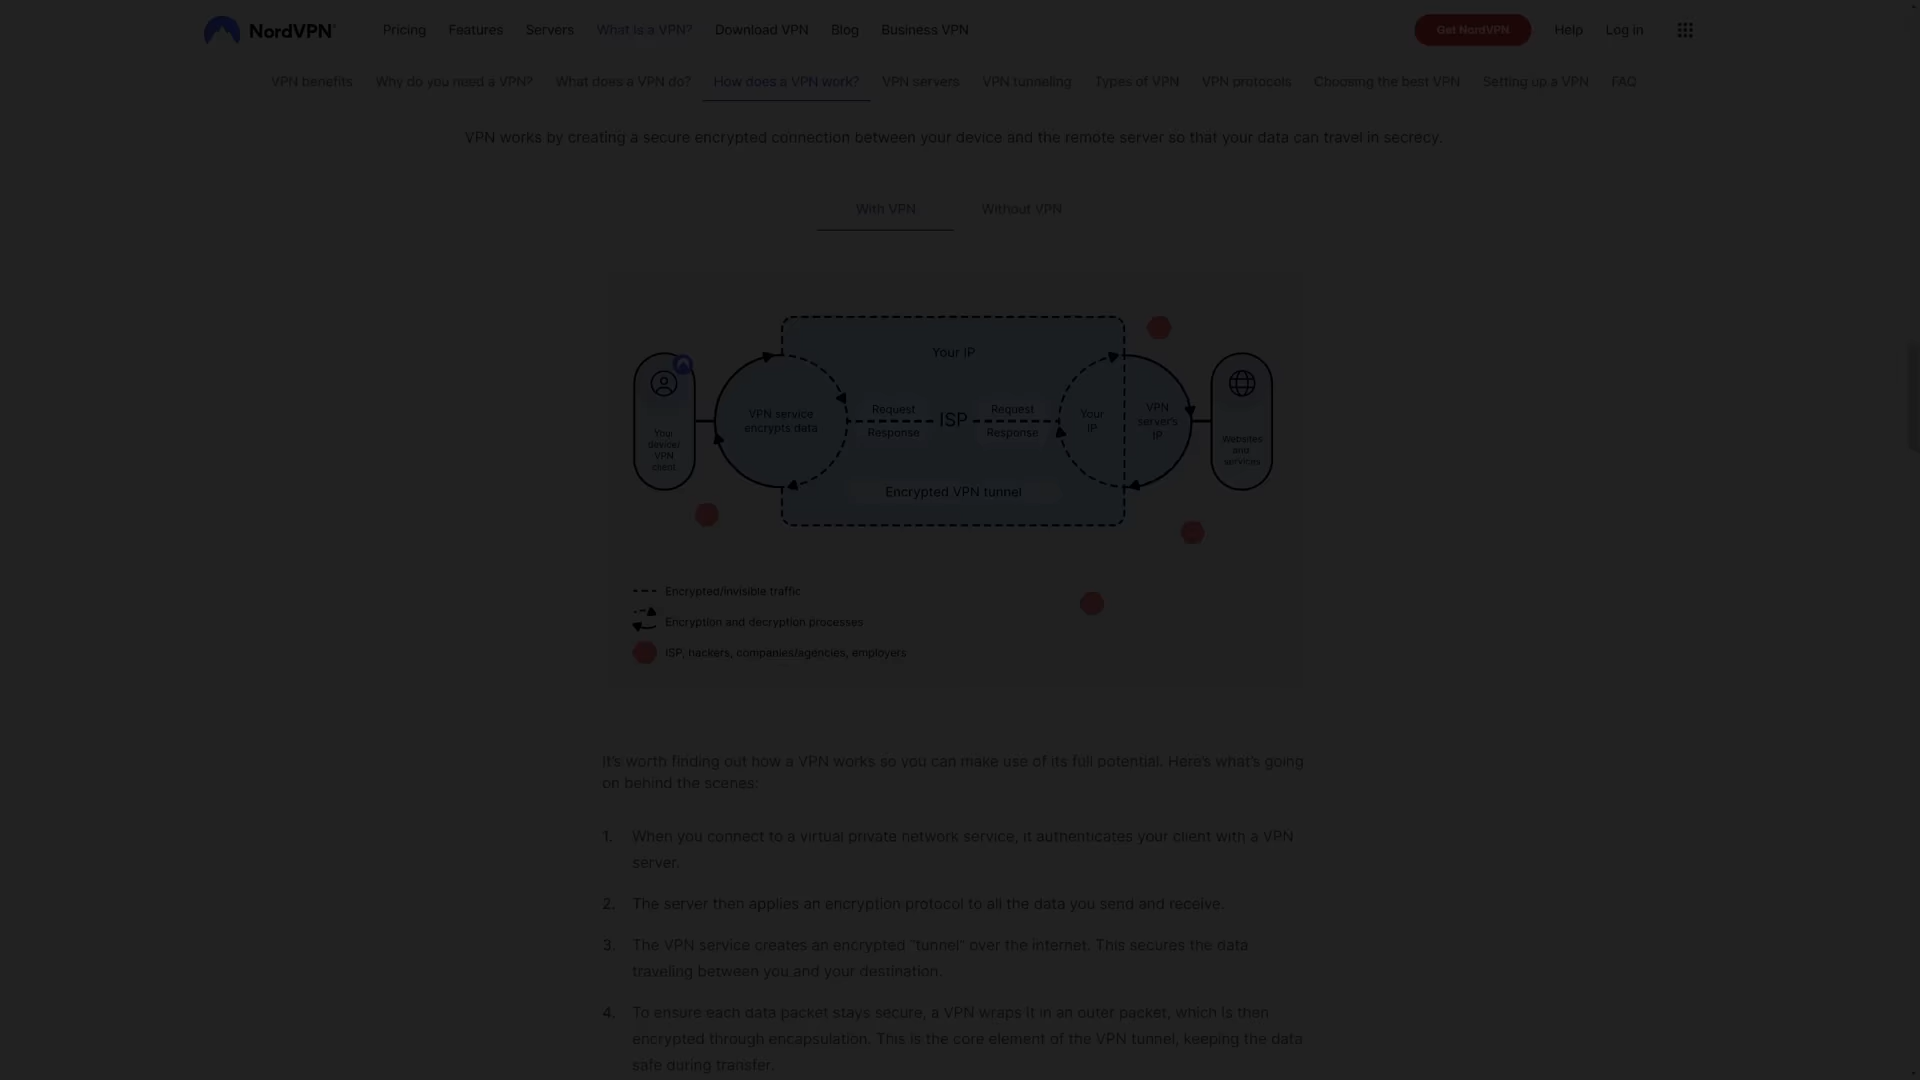 NordVPN
Pricing
Features
Servers
What is a VPN?
Download VPN
Blog
Business VPN
Get NordVPN
Help
Log in
VPN benefits
Why do you need a VPN?
What does a VPN do?
How does a VPN work?
VPN servers
VPN tunneling
Types of VPN
VPN protocols
Choosing the best VPN
Setting up a VPN
FAQ
VPN works by creating a secure encrypted connection between your device and the remote server so that your data can travel in secrecy.
With VPN
Without VPN
Your device/
VPN
client
VPN service
encrypts data
Your IP
Request
Response
ISP
Request
Response
Encrypted VPN tunnel
Your
IP
VPN
server's
IP
Websites
and
services
Encrypted/invisible traffic
Encryption and decryption processes
ISP, hackers, companies/agencies, employers
It's worth finding out how a VPN works so you can make use of its full potential. Here's what's going
on behind the scenes:
1. When you connect to a virtual private network service, it authenticates your client with a VPN
server.
2. The server then applies an encryption protocol to all the data you send and receive.
3. The VPN service creates an encrypted "tunnel" over the internet. This secures the data
traveling between you and your destination.
4. To ensure each data packet stays secure, a VPN wraps it in an outer packet, which is then
encrypted through encapsulation. This is the core element of the VPN tunnel, keeping the data
safe during transfer.